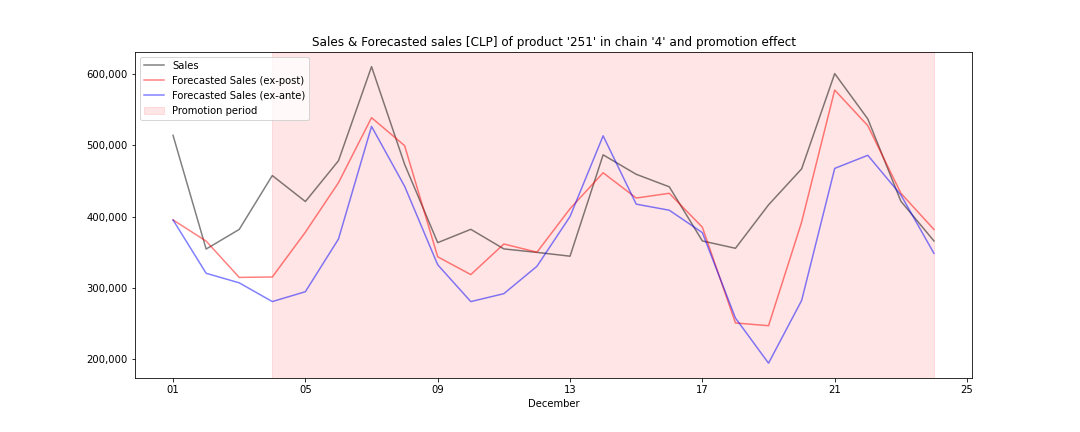 Sales & Forecasted sales [CLP] of product '251' in chain '4' and promotion effect
Sales
Forecasted Sales (ex-post)
Forecasted Sales (ex-ante)
Promotion period
600,000
500,000
400,000
300,000
200,000
01 05 09 13 17 21 25
December